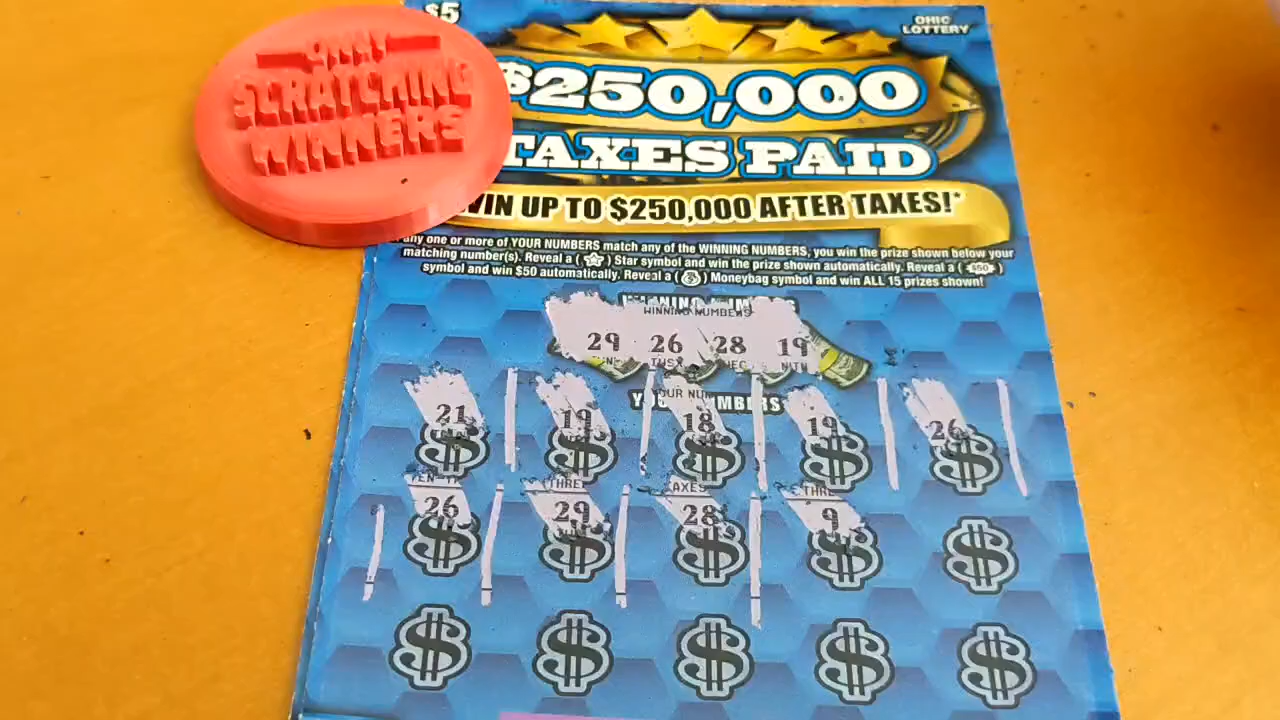 $5
OHIO LOTTERY
SCRATCHING
WINNERS
$250,000
TAXES PAID
WIN UP TO $250,000 AFTER TAXES!*
any one or more of YOUR NUMBERS match any of the WINNING NUMBERS, you win the prize shown below your
matching number(s). Reveal a ( ) Star symbol and win the prize shown automatically. Reveal a ( $50 )
symbol and win $50 automatically. Reveal a ( ) Moneybag symbol and win ALL 15 prizes shown!
WINNING NUMBERS
29 26 28 19
YOUR NUMBERS
21 19 18 19 26
$ $ $ $ $
THRE AXES THRE
26 29 28 9
$ $ $ $ $
$ $ $ $ $